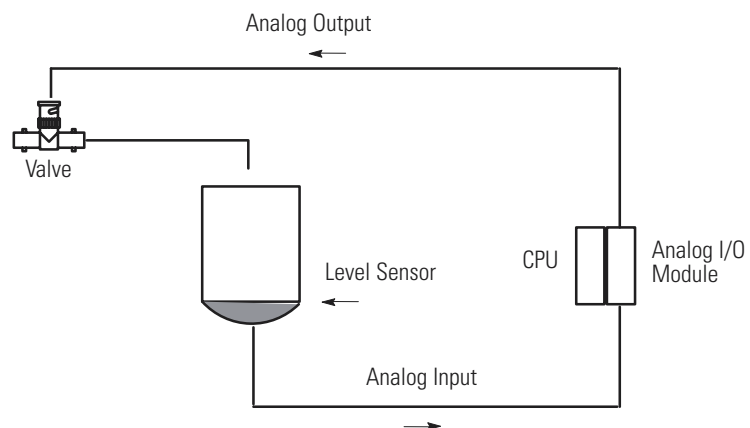 Analog Output
Valve
Level Sensor
CPU
Analog I/O
Module
Analog Input